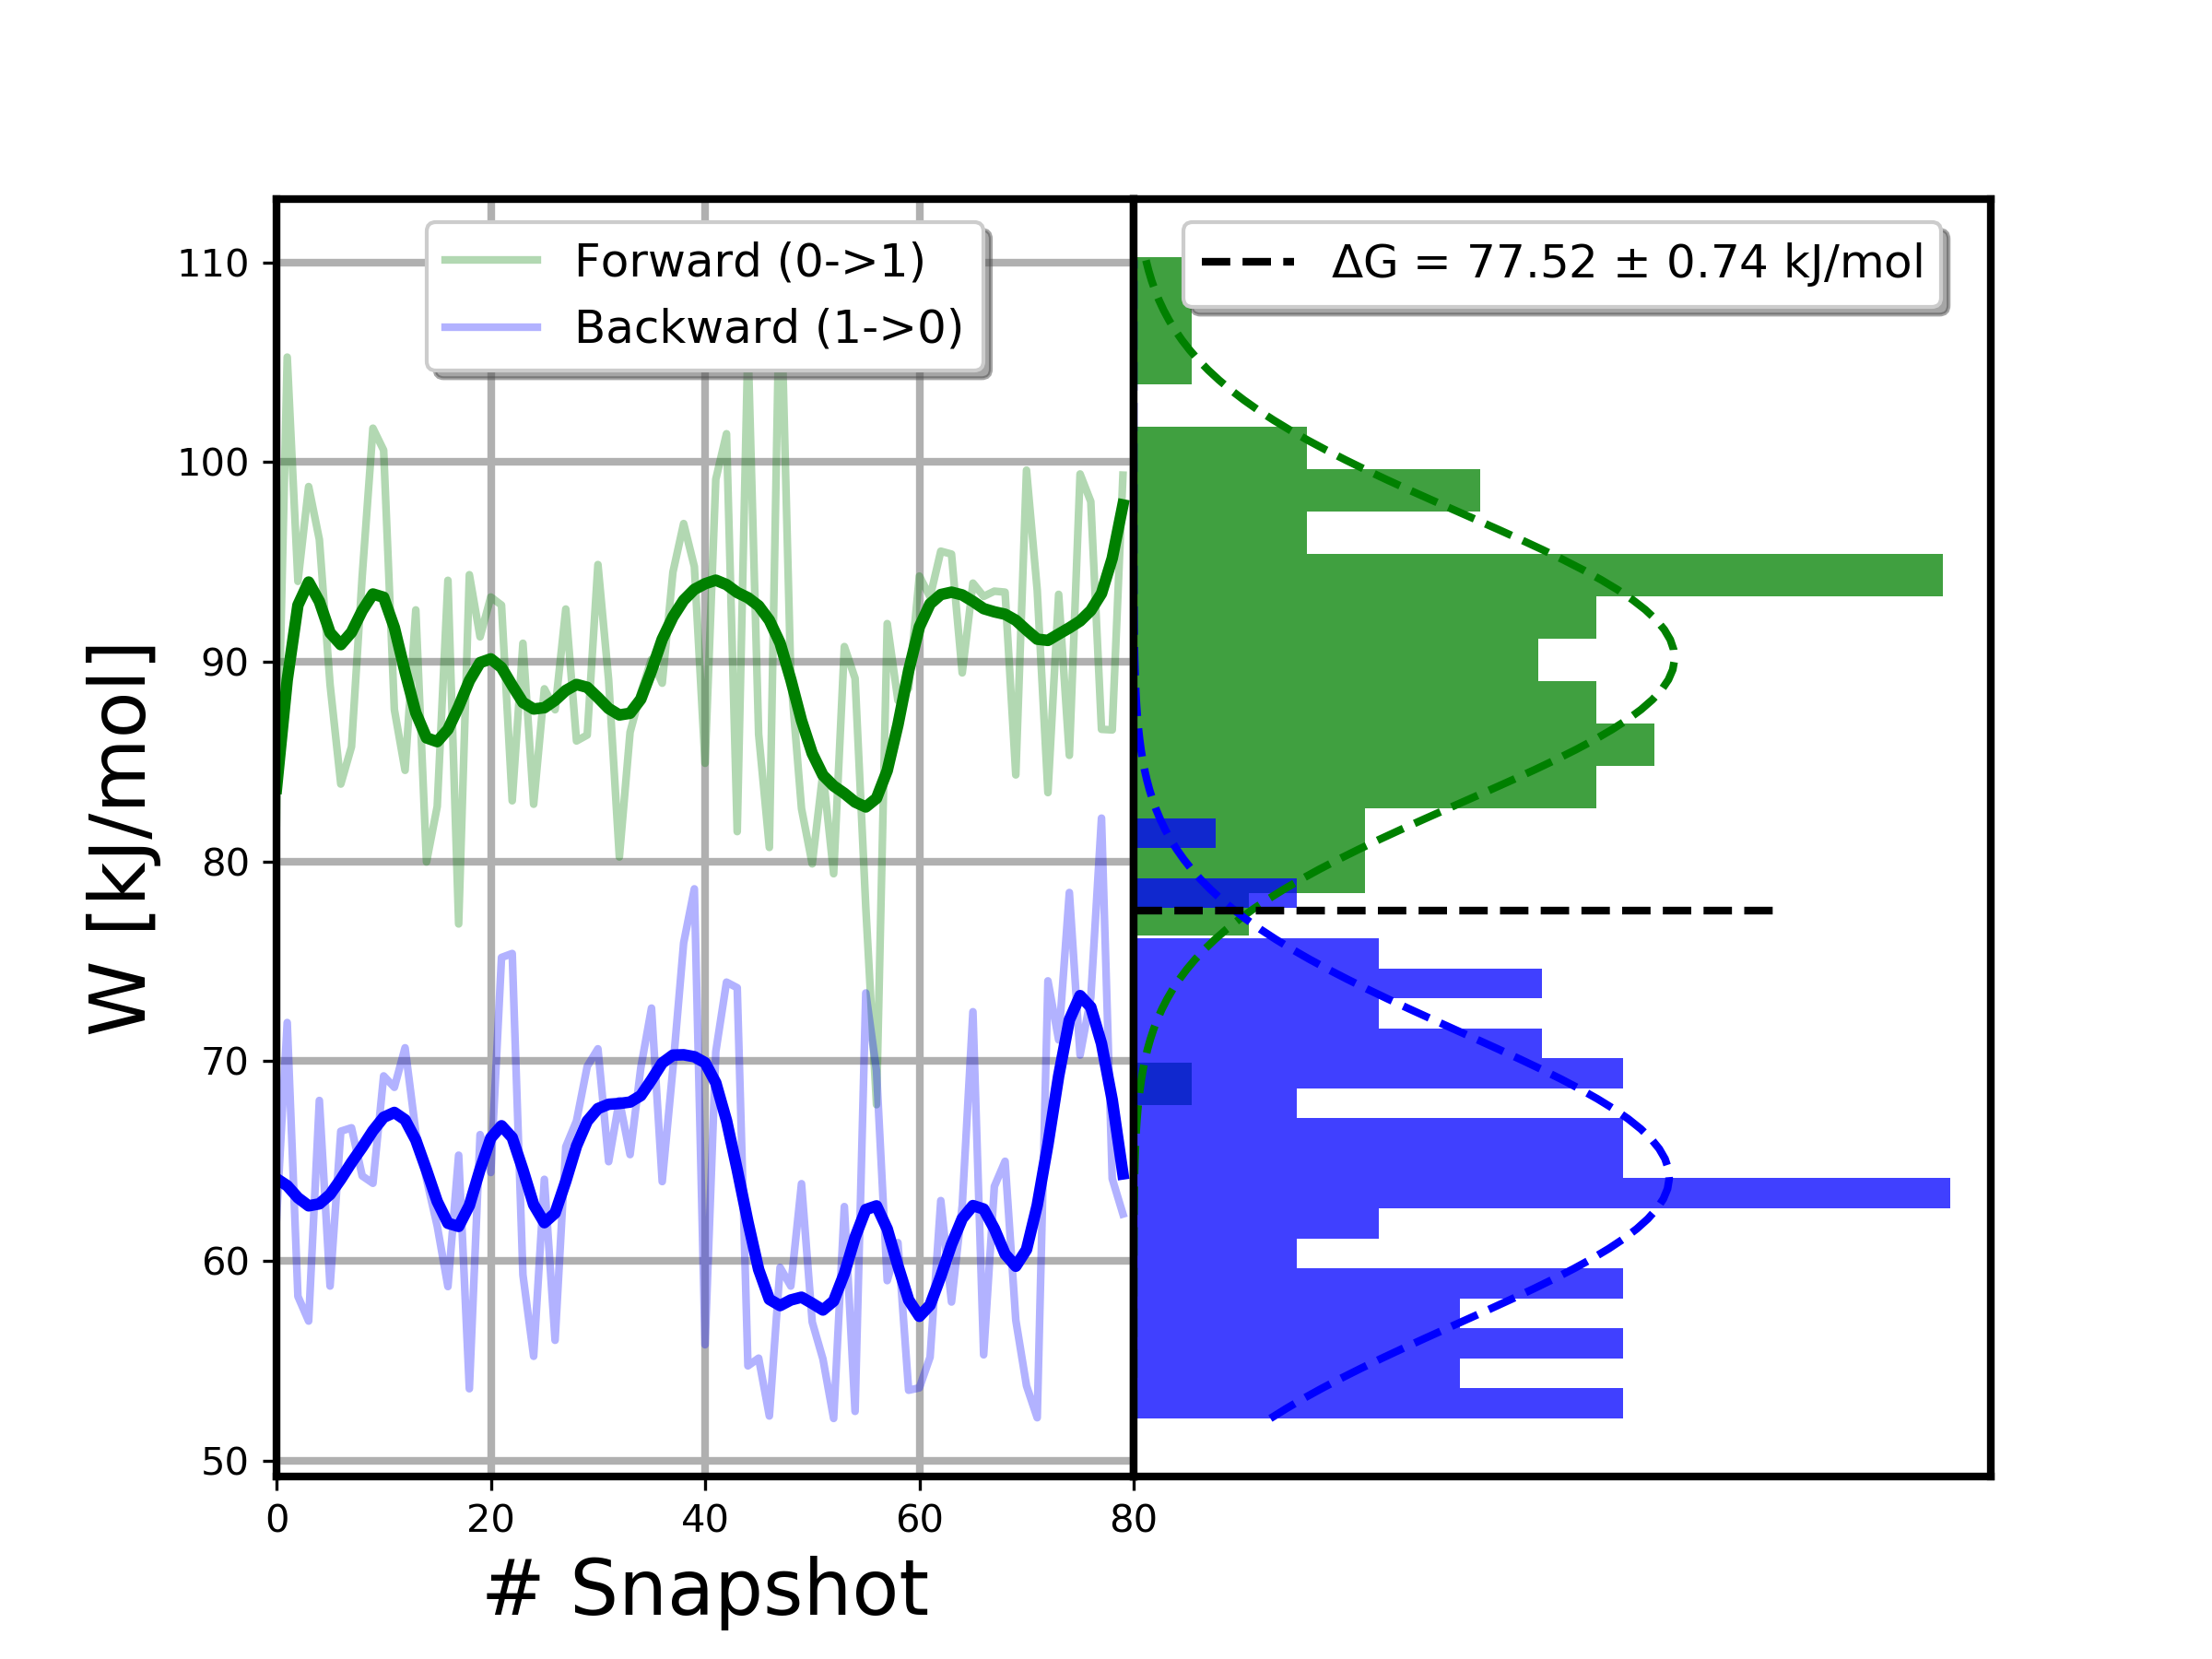 Forward (0->1)
Backward (1->0)
ΔG = 77.52 ± 0.74 kJ/mol
W [kJ/mol]
110
100
90
80
70
60
50
0 20 40 60 80
# Snapshot